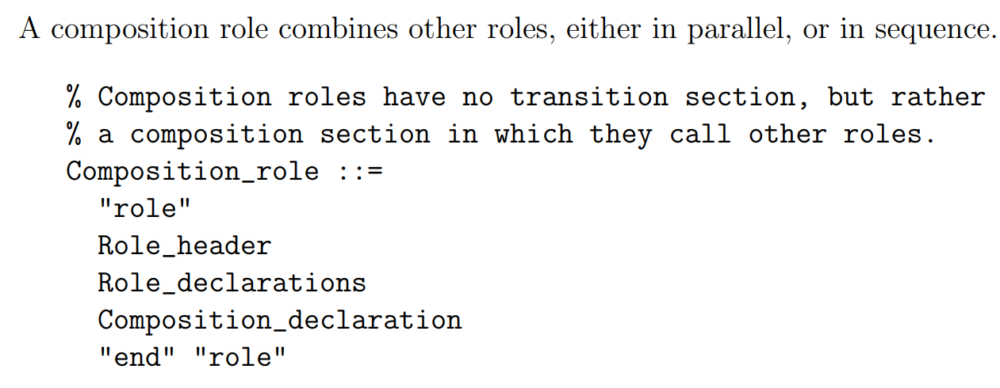 A composition role combines other roles, either in parallel, or in sequence.
% Composition roles have no transition section, but rather
% a composition section in which they call other roles.
Composition_role ::=
"role"
Role_header
Role_declarations
Composition_declaration
"end" "role"